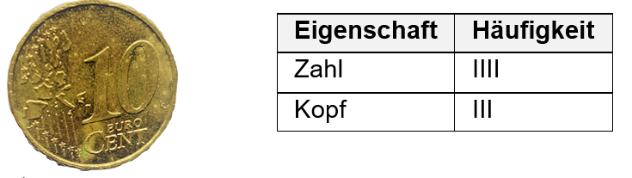 10
EURO
CENT
Eigenschaft Häufigkeit
Zahl IIII
Kopf III